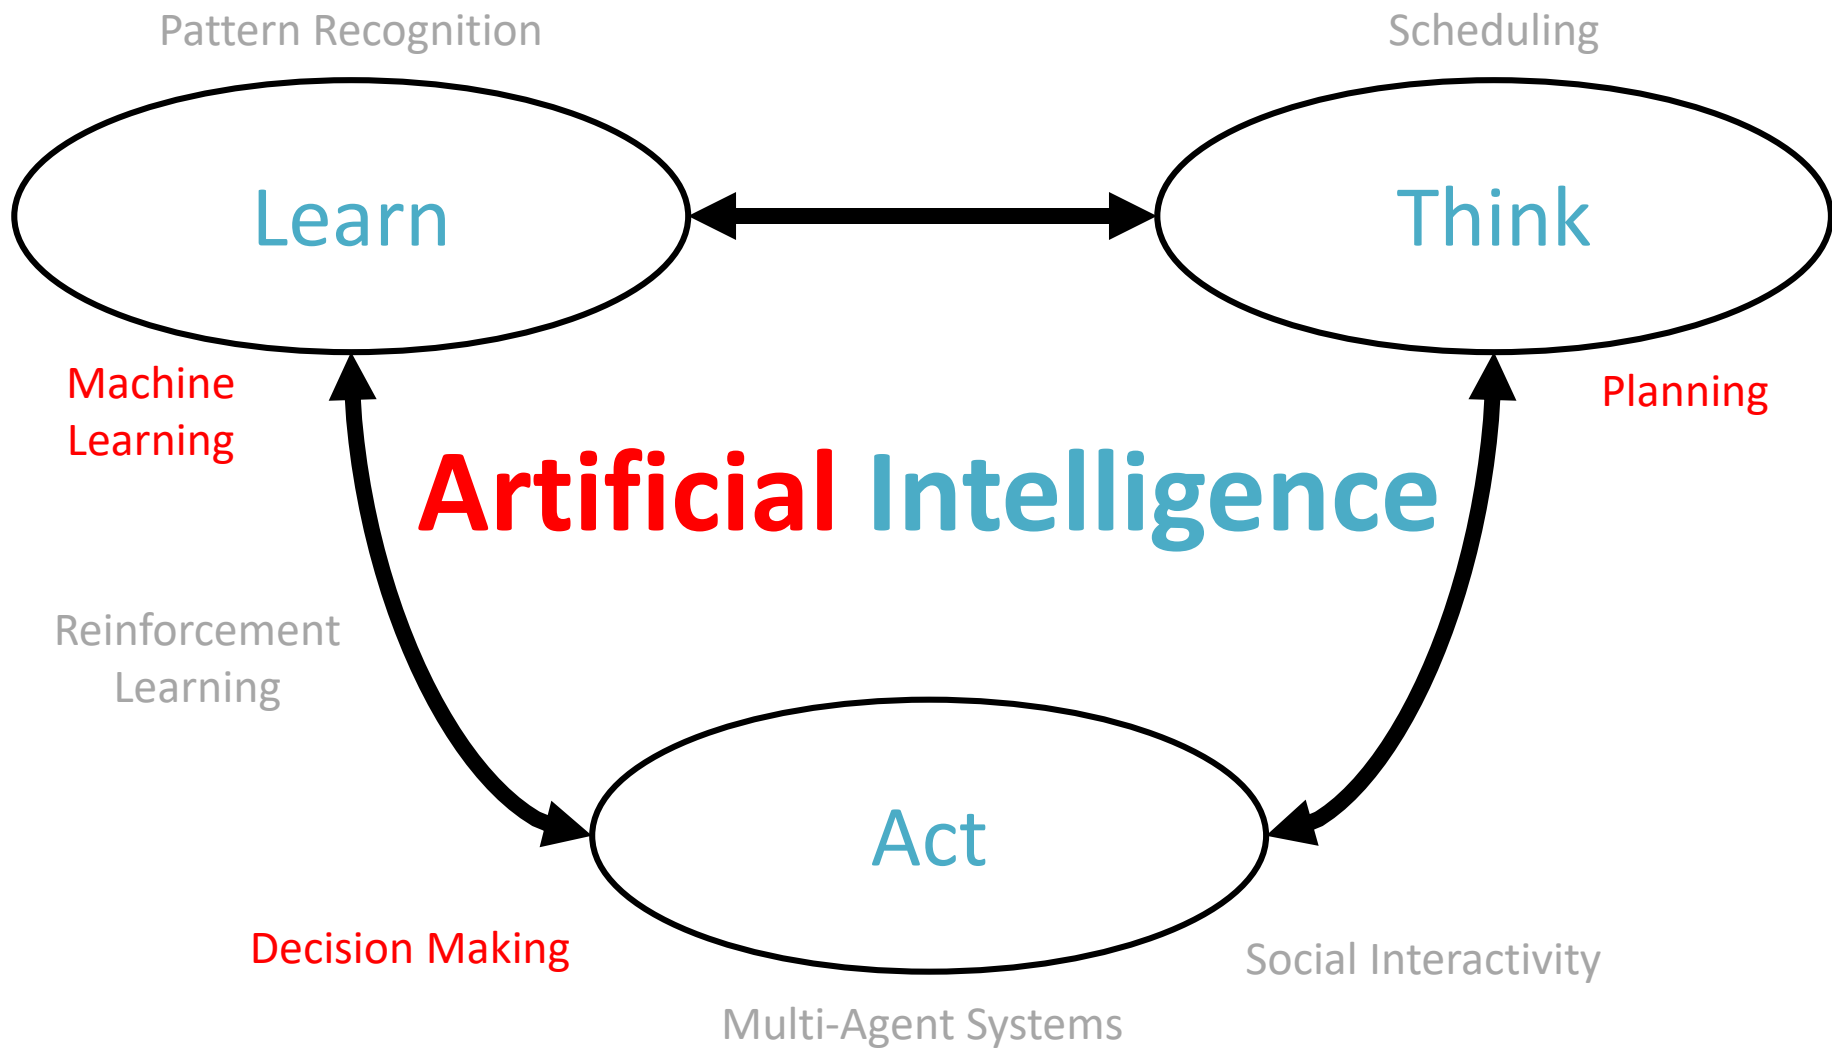 Pattern Recognition
Scheduling
Learn
Think
Machine
Learning
Planning
Artificial Intelligence
Reinforcement
Learning
Act
Decision Making
Social Interactivity
Multi-Agent Systems